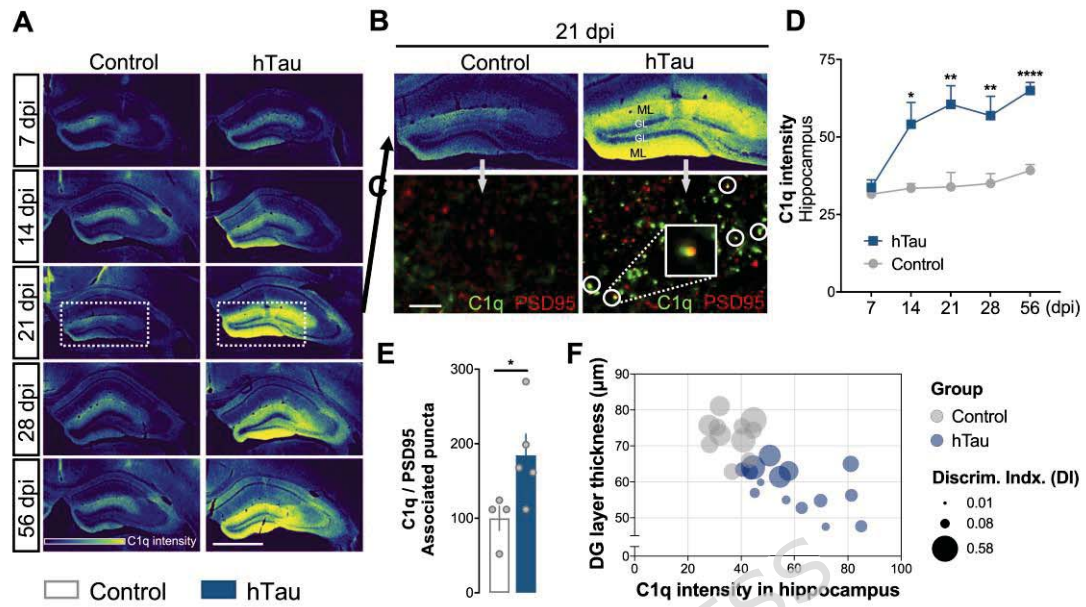 A
Control
hTau
7 dpi
14 dpi
21 dpi
28 dpi
56 dpi
C1q intensity
Control
hTau
B
21 dpi
Control
hTau
ML
GL
GL
ML
C
C1q PSD95
C1q PSD95
D
C1q intensity
Hippocampus
75
50
25
0
hTau
Control
7 14 21 28 56 (dpi)
* ** ** ****
E
C1q / PSD95
Associated puncta
300
200
100
0
*
F
DG layer thickness (µm)
90
80
70
60
50
0
0 20 40 60 80 100
C1q intensity in hippocampus
Group
Control
hTau
Discrim. Indx. (DI)
0.01
0.08
0.58